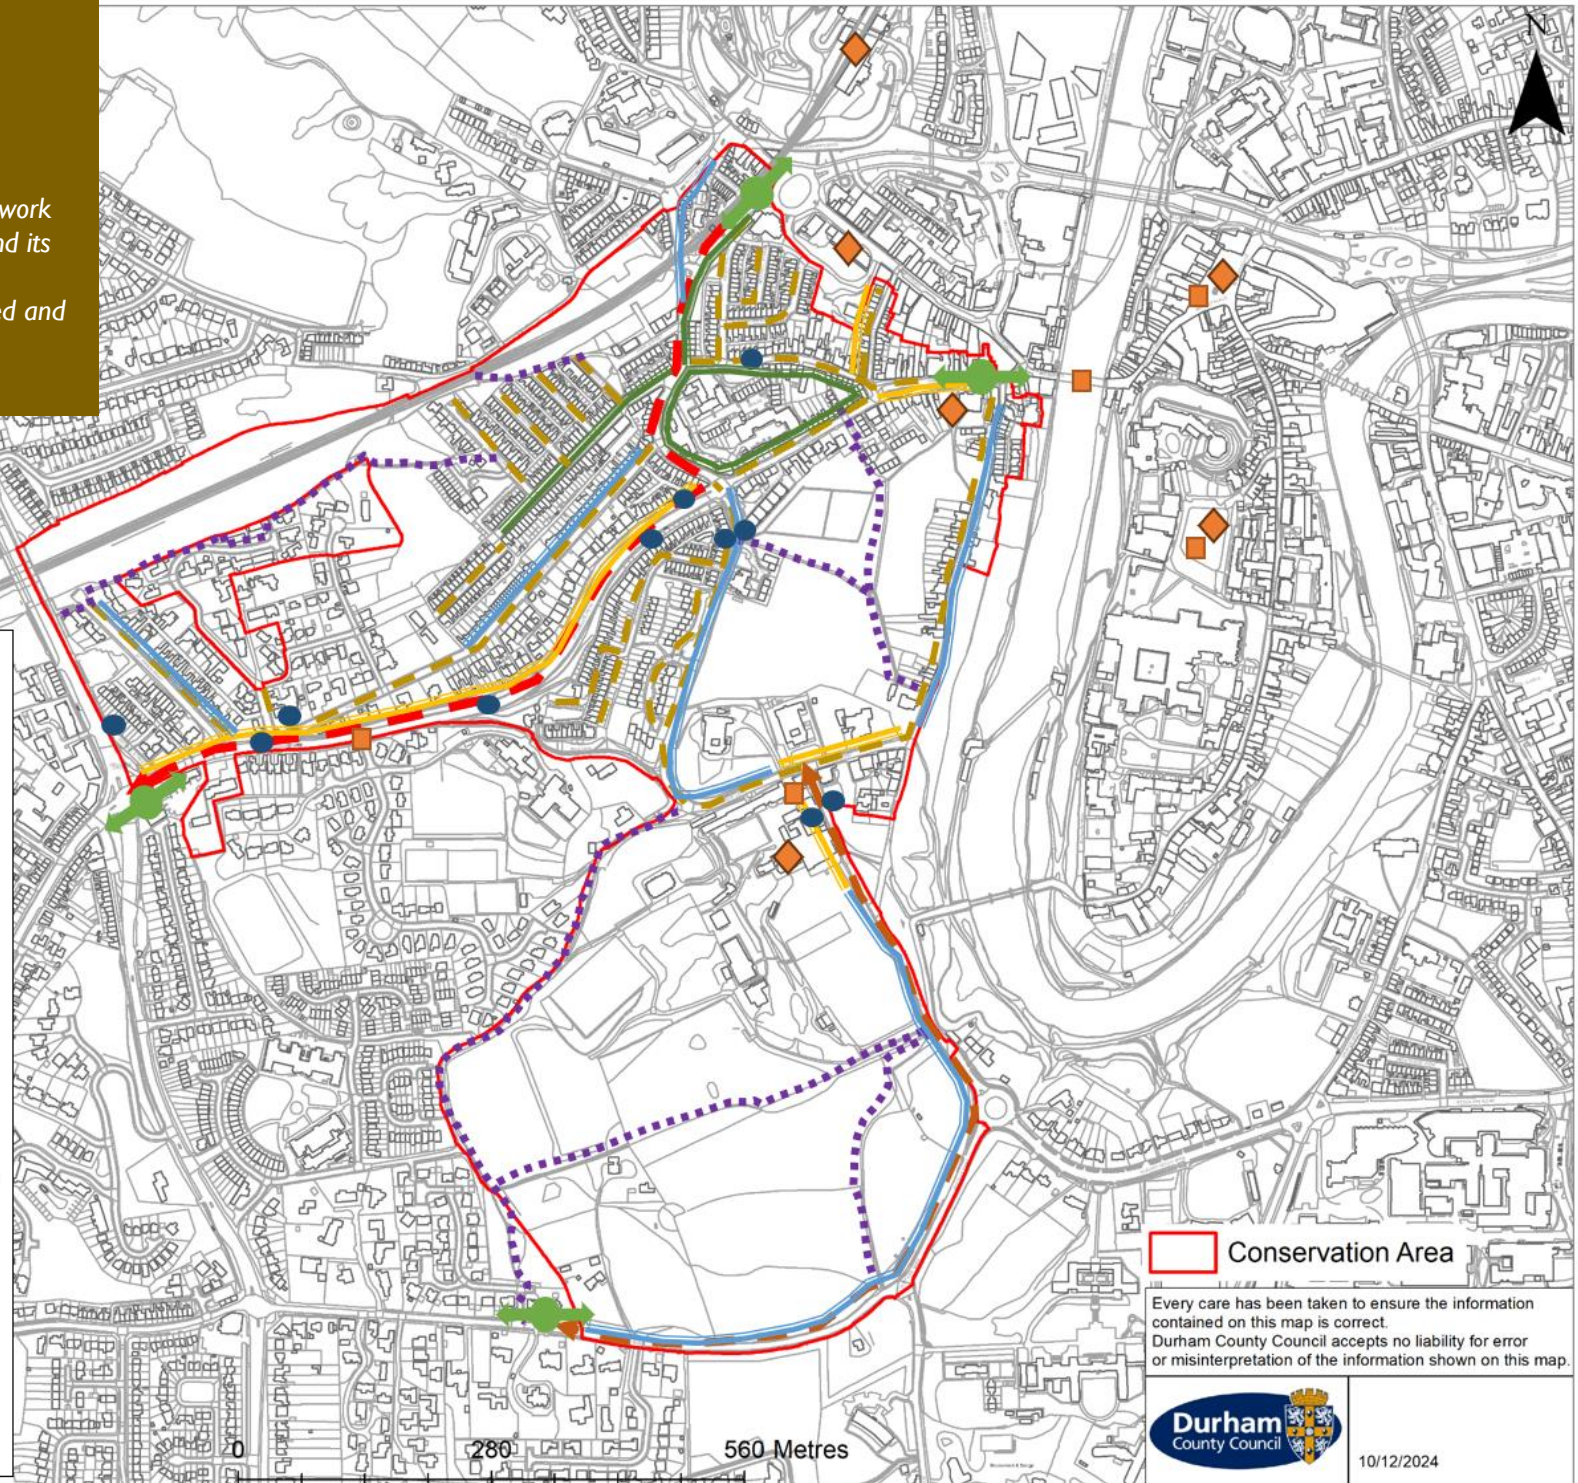 work
nd its
ed and
N
Conservation Area
Every care has been taken to ensure the information
contained on this map is correct.
Durham County Council accepts no liability for error
or misinterpretation of the information shown on this map.
Durham
County Council
10/12/2024
0 280 560 Metres